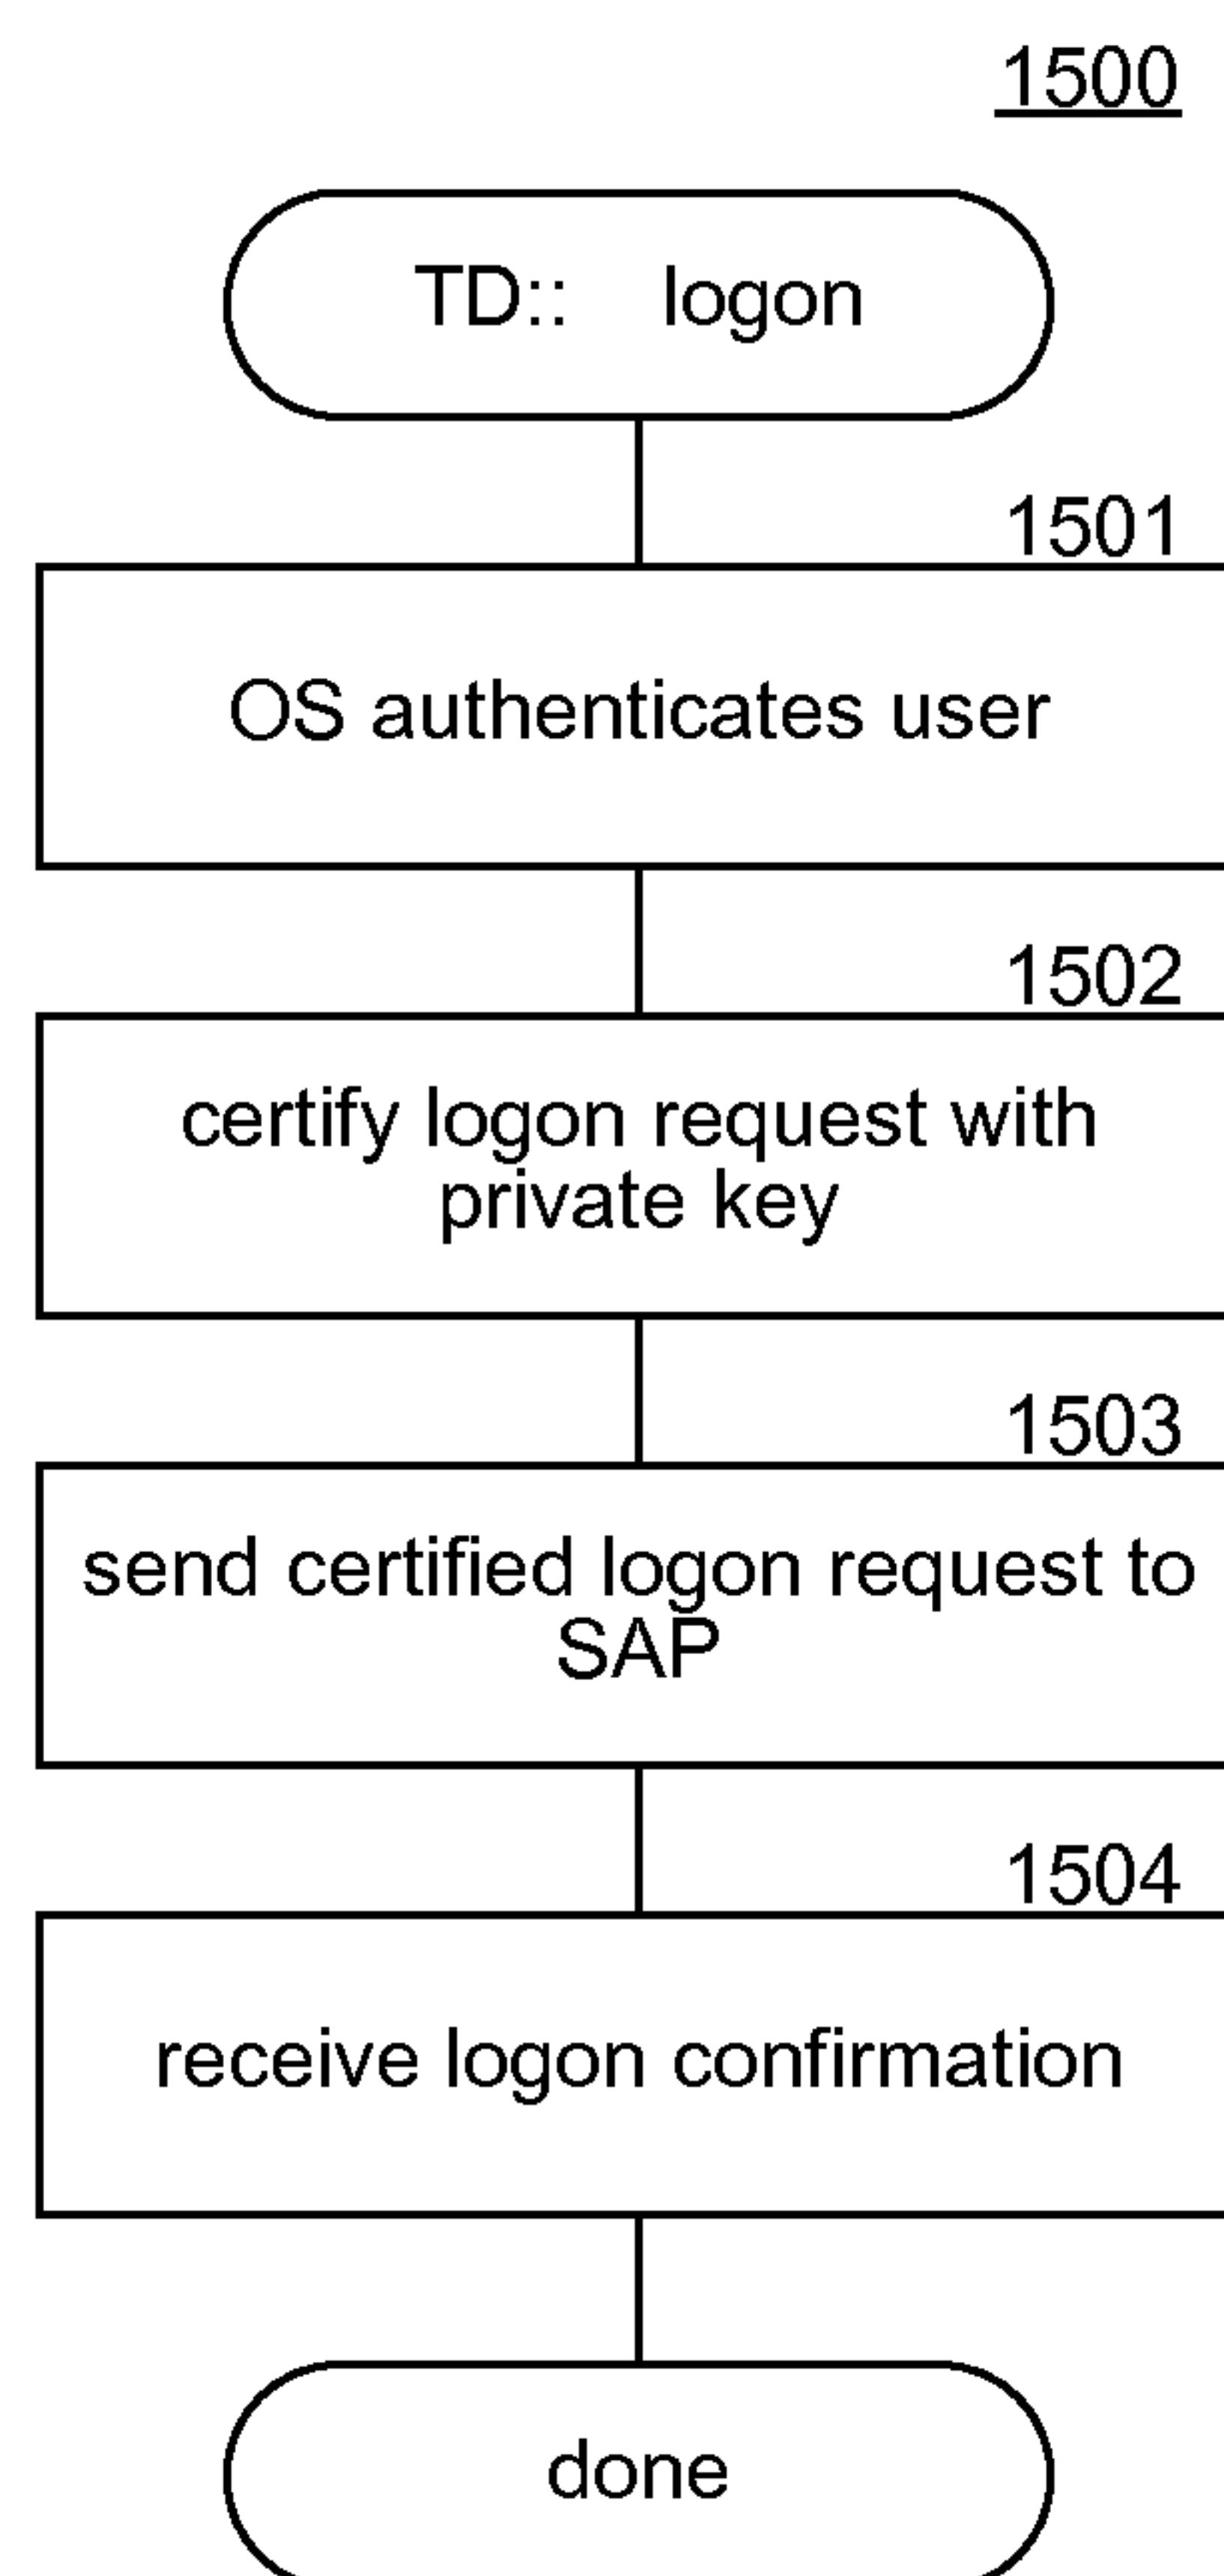 1500
TD:: logon
1501
OS authenticates user
1502
certify logon request with
private key
1503
send certified logon request to
SAP
1504
receive logon confirmation
done